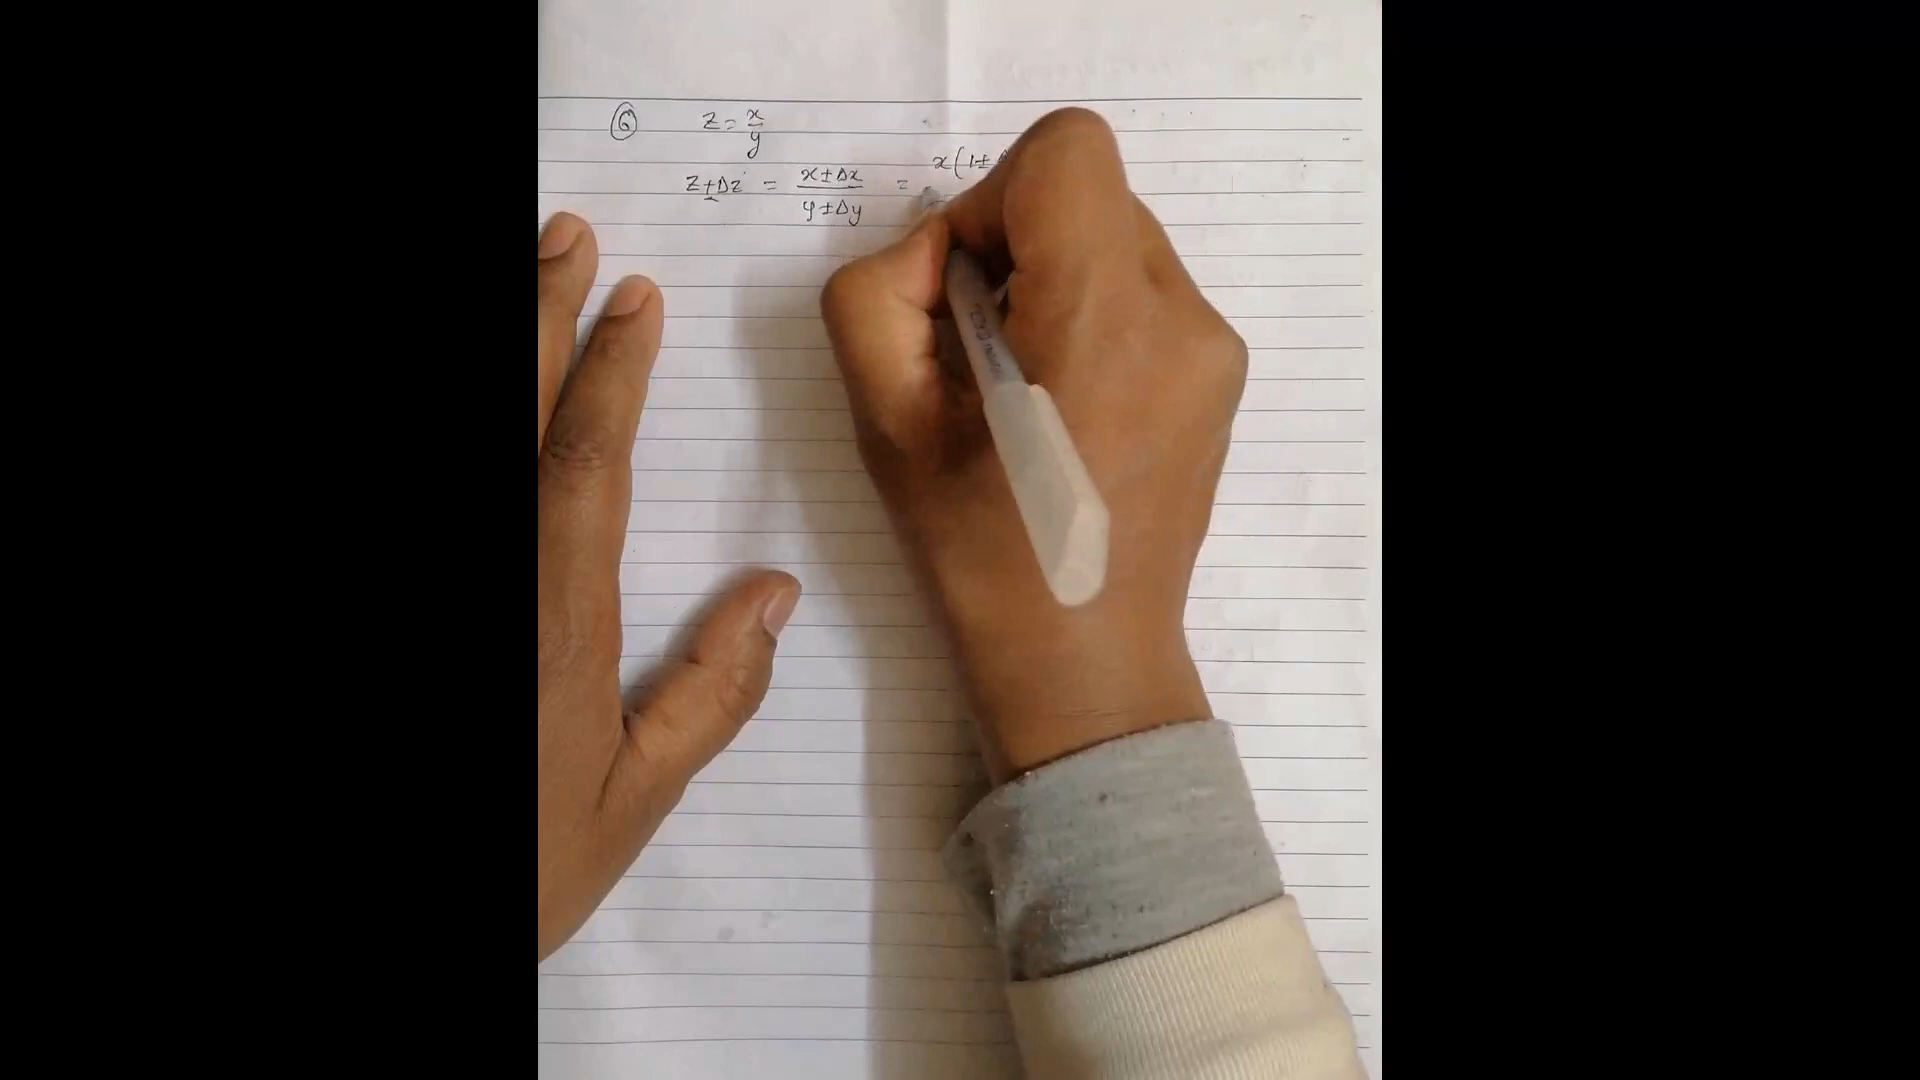 ⑥ Z = x/y
Z ± Δz = (x ± Δx)/(y ± Δy) = x(1 ±